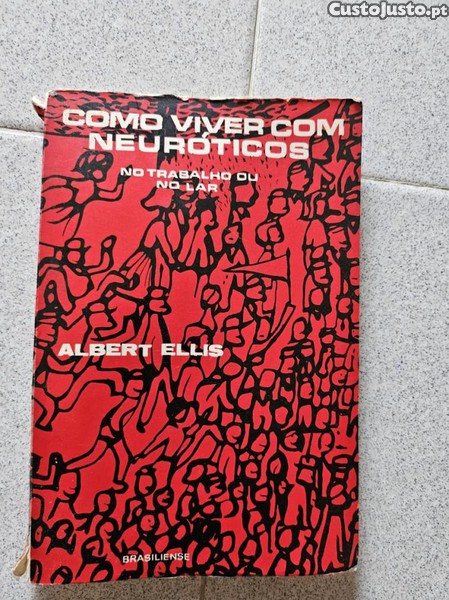 CustoJusto.pt
COMO VIVER COM
NEURÓTICOS
NO TRABALHO OU
NO LAR
ALBERT ELLIS
BRASILIENSE